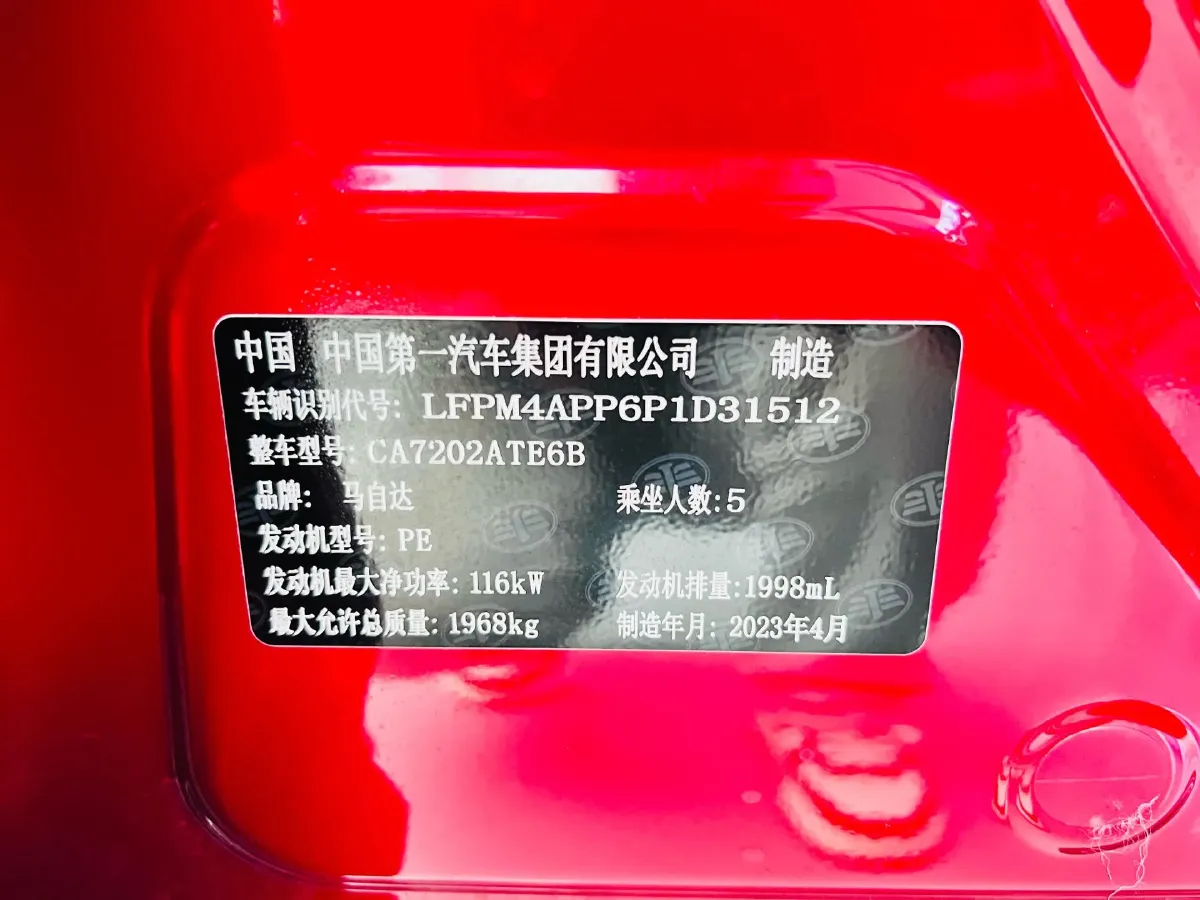 中国 中国第一汽车集团有限公司 制造
车辆识别代号: LFPM4APP6P1D31512
整车型号: CA7202ATE6B
品牌: 马自达 乘坐人数:5
发动机型号: PE
发动机最大净功率: 116kW 发动机排量:1998mL
最大允许总质量: 1968kg 制造年月: 2023年4月